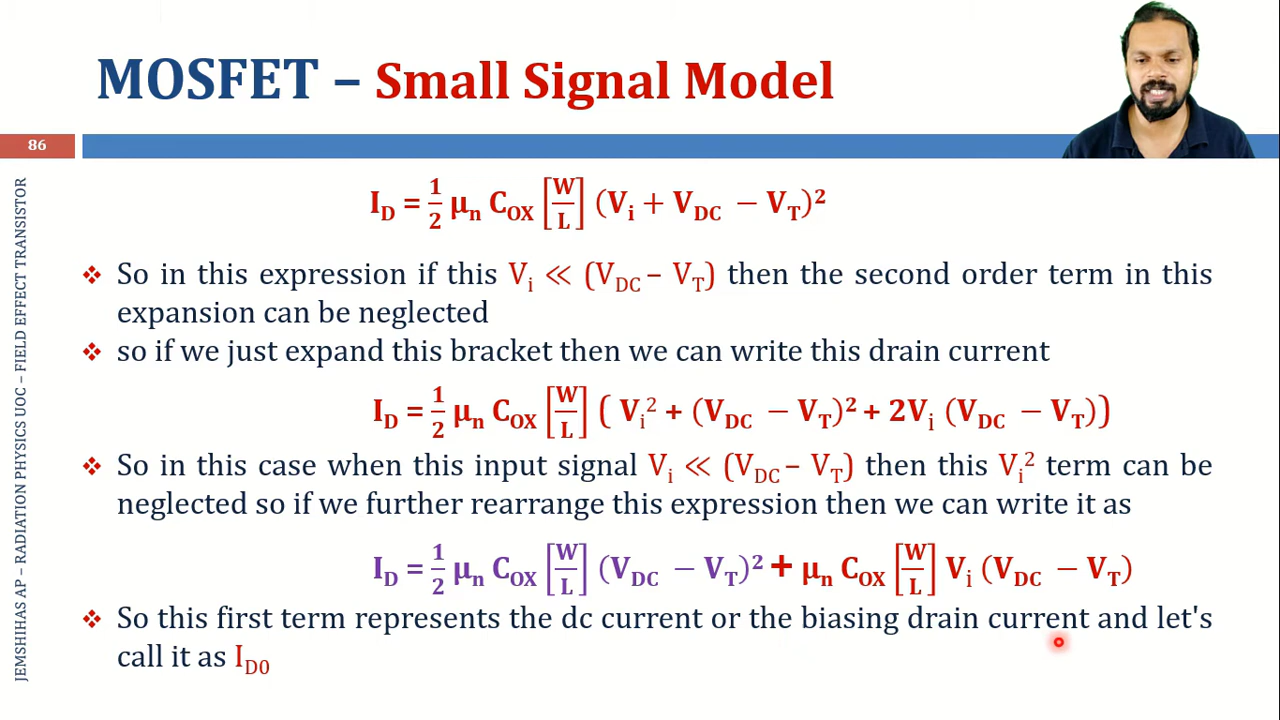 MOSFET – Small Signal Model
86
JEMSHIHAS AP – RADIATION PHYSICS UOC – FIELD EFFECT TRANSISTOR
I_D = 1/2 μ_n C_OX [W/L] (V_i + V_DC − V_T)²
❖ So in this expression if this V_i ≪ (V_DC – V_T) then the second order term in this
expansion can be neglected
❖ so if we just expand this bracket then we can write this drain current
I_D = 1/2 μ_n C_OX [W/L] ( V_i² + (V_DC − V_T)² + 2V_i (V_DC − V_T))
❖ So in this case when this input signal V_i ≪ (V_DC – V_T) then this V_i² term can be
neglected so if we further rearrange this expression then we can write it as
I_D = 1/2 μ_n C_OX [W/L] (V_DC − V_T)² + μ_n C_OX [W/L] V_i (V_DC − V_T)
❖ So this first term represents the dc current or the biasing drain current and let's
call it as I_D0